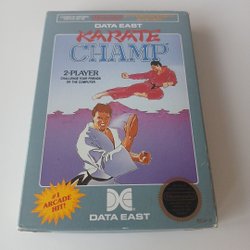 DATA EAST
KARATE
CHAMP
2-PLAYER
CHALLENGE YOUR FRIEND
OR THE COMPUTER
#1
ARCADE
HIT!
DATA EAST